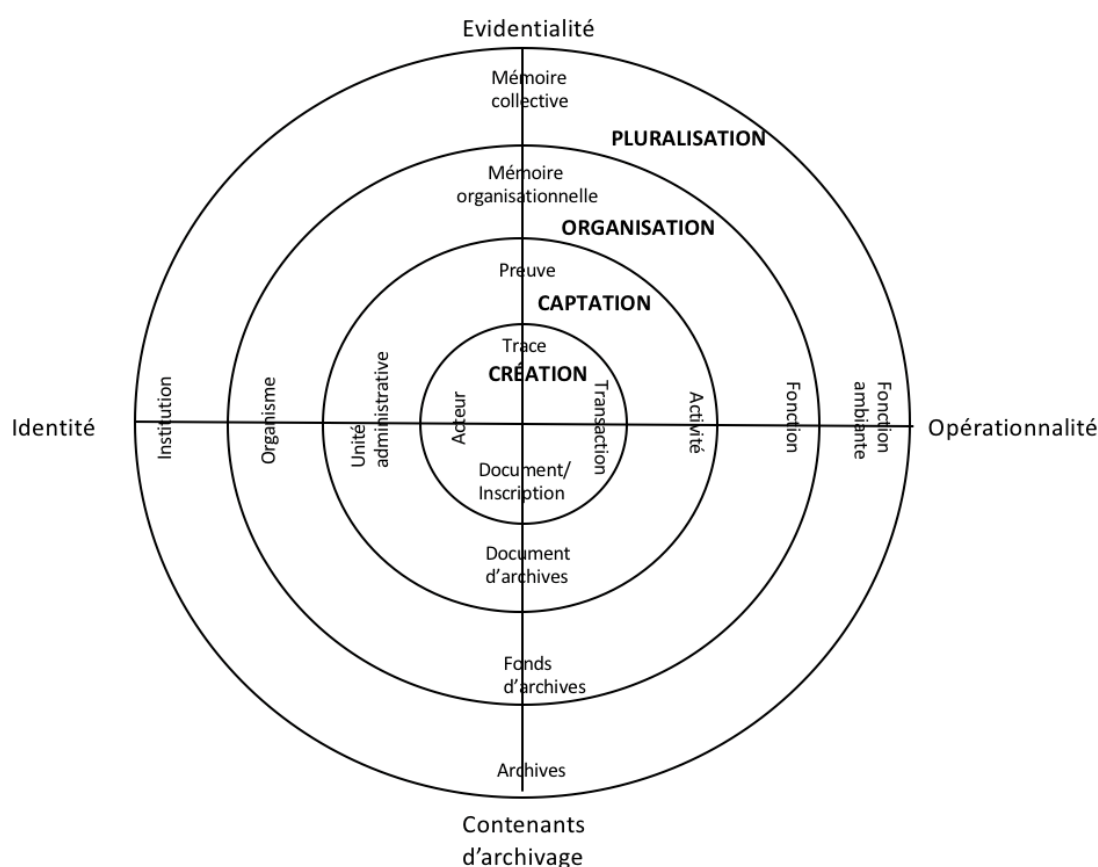 Evidentialité
Mémoire
collective
PLURALISATION
Mémoire
organisationnelle
ORGANISATION
Preuve
CAPTATION
Trace
CRÉATION
Identité
Institution
Organisme
Unité
administrative
Acteur
Transaction
Activité
Fonction
Fonction
ambiante
Opérationnalité
Document/
Inscription
Document
d’archives
Fonds
d’archives
Archives
Contenants
d’archivage